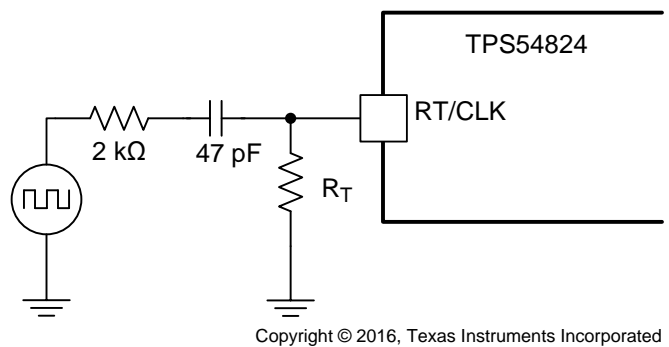 TPS54824
RT/CLK
2 kΩ
47 pF
R_T
Copyright © 2016, Texas Instruments Incorporated